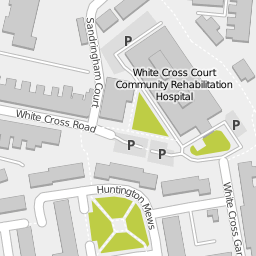 P
Sandringham Court
White Cross Court
Community Rehabilitation
Hospital
White Cross Road
P
P
P
Huntington
Mews
White Cross Gar